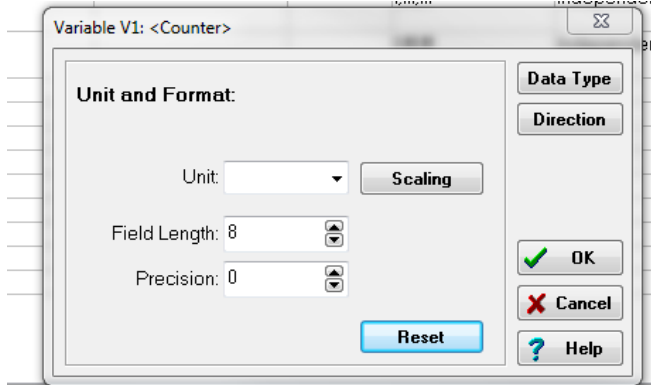 Variable V1: <Counter>
Unit and Format:
Unit:
Scaling
Field Length: 8
Precision: 0
Reset
Data Type
Direction
OK
Cancel
? Help